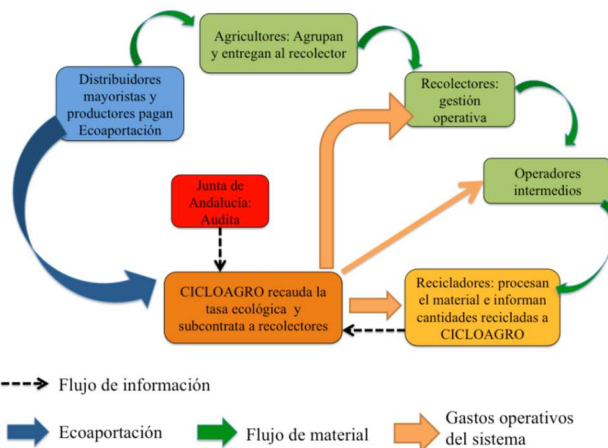 Agricultores: Agrupan
y entregan al recolector
Distribuidores
mayoristas y
productores pagan
Ecoaportación
Recolectores:
gestión
operativa
Operadores
intermedios
Junta de
Andalucía:
Audita
CICLOAGRO recauda la
tasa ecológica y
subcontrata a recolectores
Recicladores: procesan
el material e informan
cantidades recicladas a
CICLOAGRO
Flujo de información
Ecoaportación
Flujo de material
Gastos operativos
del sistema